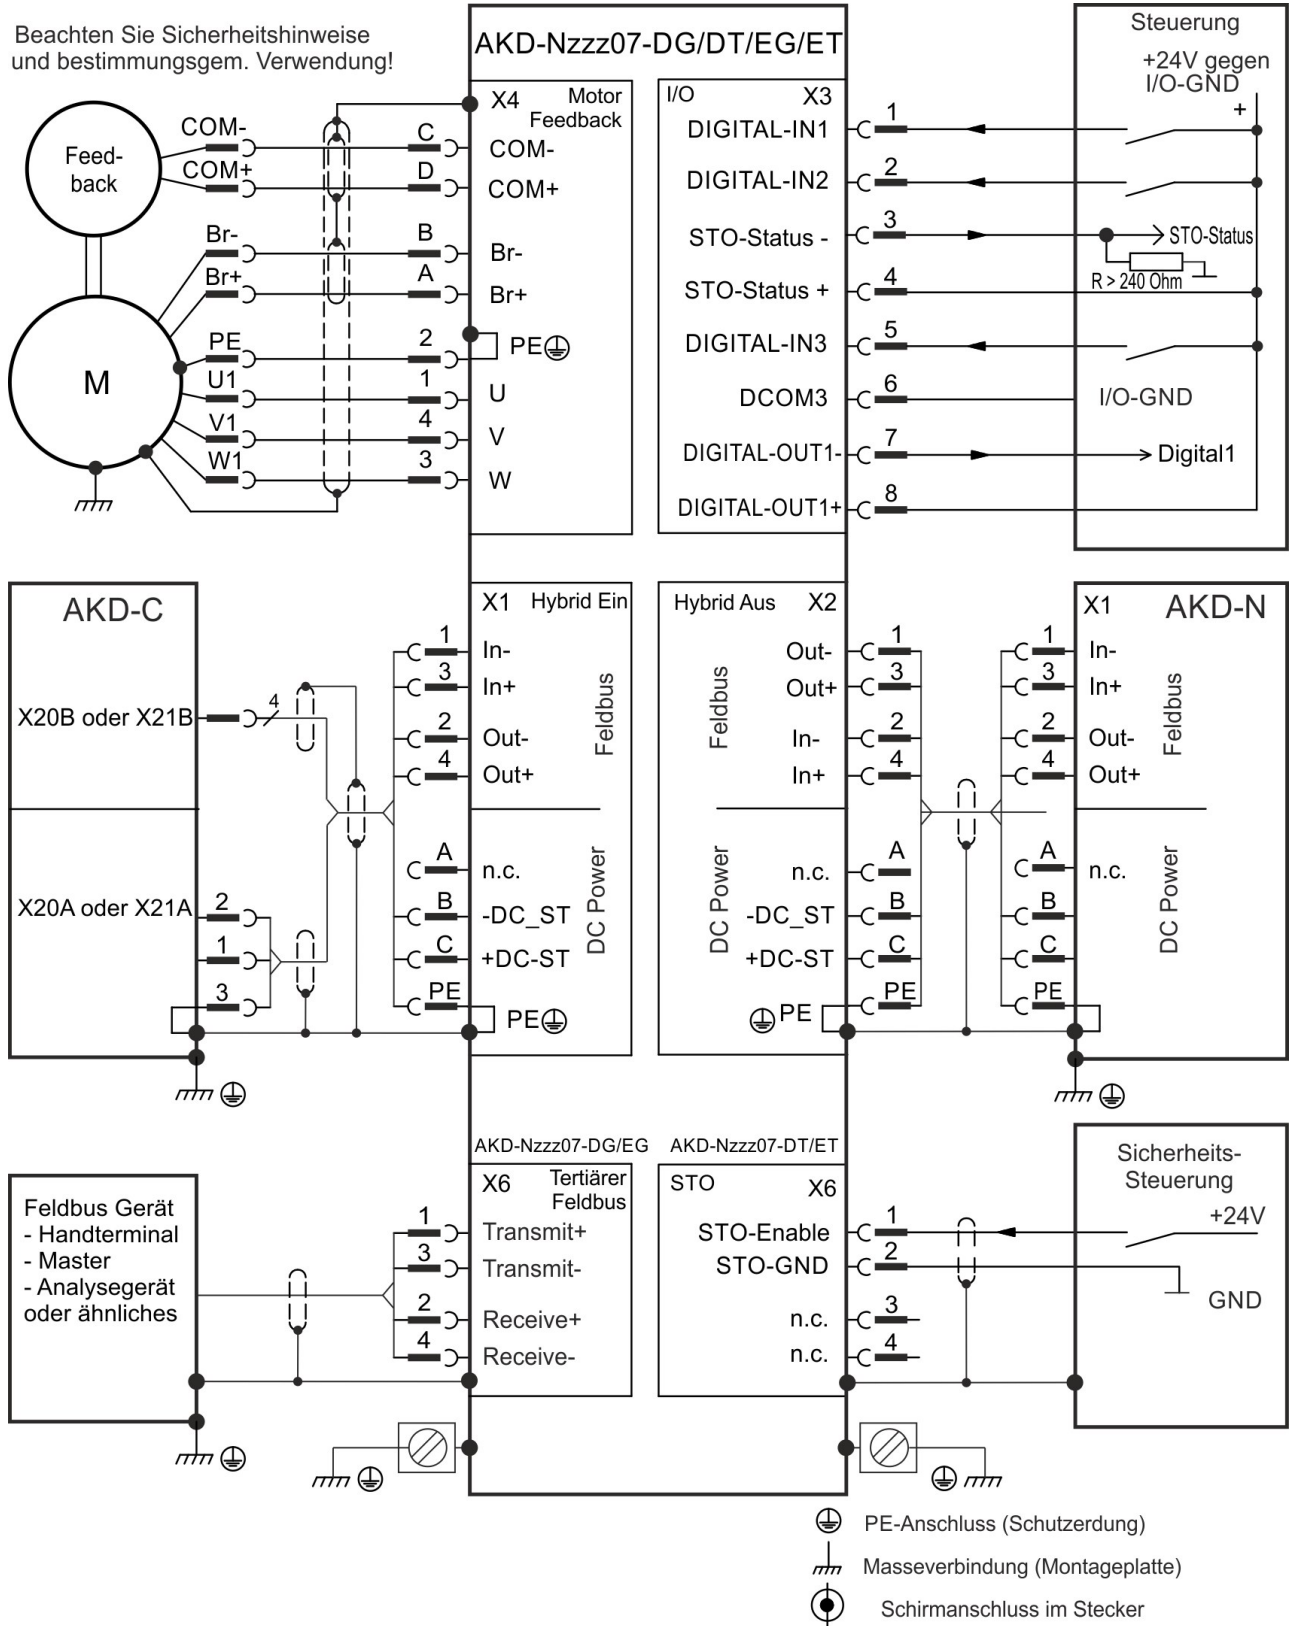 Beachten Sie Sicherheitshinweise
und bestimmungsgem. Verwendung!
AKD-Nzzz07-DG/DT/EG/ET
Steuerung
+24V gegen
I/O-GND
+
Feed-
back
COM-
COM+
Br-
Br+
PE
U1
V1
W1
M
C
D
B
A
2
1
4
3
X4
Motor
Feedback
COM-
COM+
Br-
Br+
PE
U
V
W
I/O
X3
DIGITAL-IN1
1
DIGITAL-IN2
2
STO-Status -
3
STO-Status
R > 240 Ohm
STO-Status +
4
DIGITAL-IN3
5
DCOM3
6
I/O-GND
DIGITAL-OUT1-
7
Digital1
DIGITAL-OUT1+
8
AKD-C
X20B oder X21B
4
X20A oder X21A
2
1
3
X1
Hybrid Ein
1
In-
3
In+
2
Out-
4
Out+
Feldbus
A
n.c.
B
-DC_ST
C
+DC-ST
PE
PE
DC Power
Hybrid Aus
X2
Feldbus
Out-
1
Out+
3
In-
2
In+
4
DC Power
n.c.
A
-DC_ST
B
+DC-ST
C
PE
PE
X1
AKD-N
1
In-
3
In+
2
Out-
4
Out+
Feldbus
A
n.c.
B
C
PE
DC Power
AKD-Nzzz07-DG/EG
AKD-Nzzz07-DT/ET
Feldbus Gerät
- Handterminal
- Master
- Analysegerät
oder ähnliches
X6
Tertiärer
Feldbus
1
Transmit+
3
Transmit-
2
Receive+
4
Receive-
STO
X6
STO-Enable
1
STO-GND
2
n.c.
3
n.c.
4
Sicherheits-
Steuerung
+24V
GND
PE-Anschluss (Schutzerdung)
Masseverbindung (Montageplatte)
Schirmanschluss im Stecker